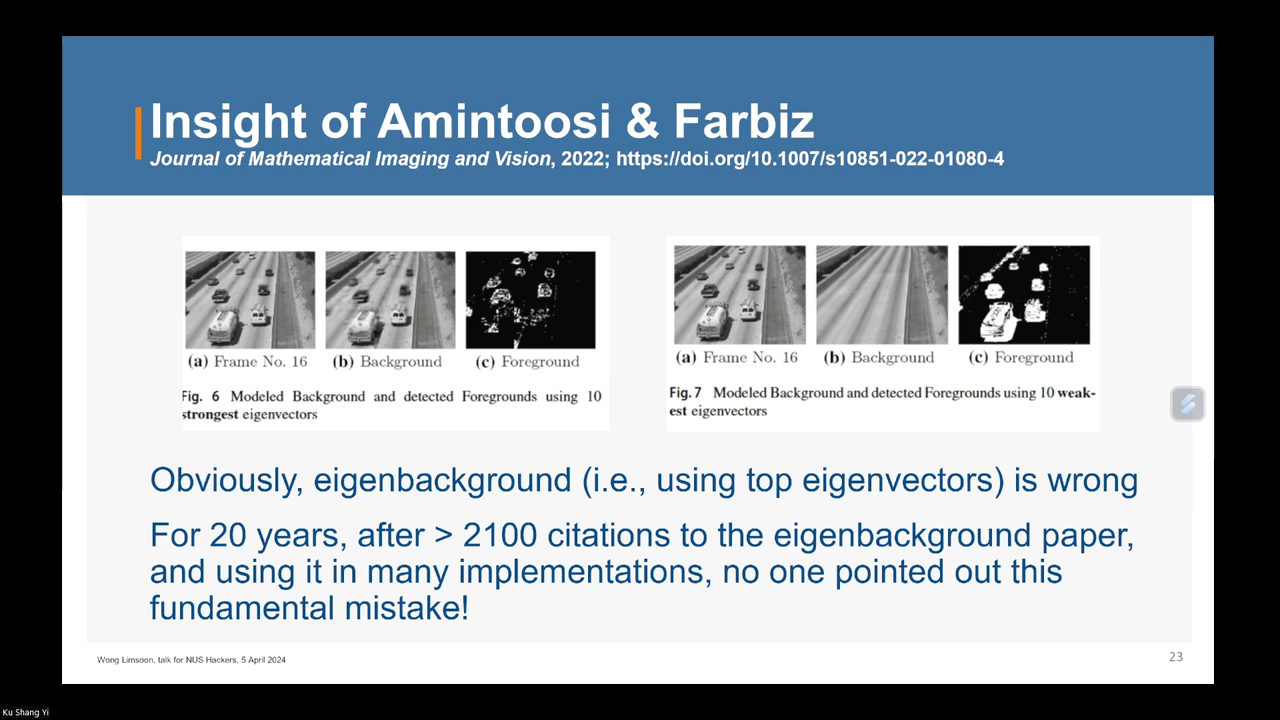 Insight of Amintoosi & Farbiz
Journal of Mathematical Imaging and Vision, 2022; https://doi.org/10.1007/s10851-022-01080-4
(a) Frame No. 16 (b) Background (c) Foreground
Fig. 6 Modeled Background and detected Foregrounds using 10
strongest eigenvectors
(a) Frame No. 16 (b) Background (c) Foreground
Fig. 7 Modeled Background and detected Foregrounds using 10 weak-
est eigenvectors
Obviously, eigenbackground (i.e., using top eigenvectors) is wrong
For 20 years, after > 2100 citations to the eigenbackground paper,
and using it in many implementations, no one pointed out this
fundamental mistake!
Wong Limsoon, talk for NUS Hackers, 5 April 2024
23
Ku Shang Yi